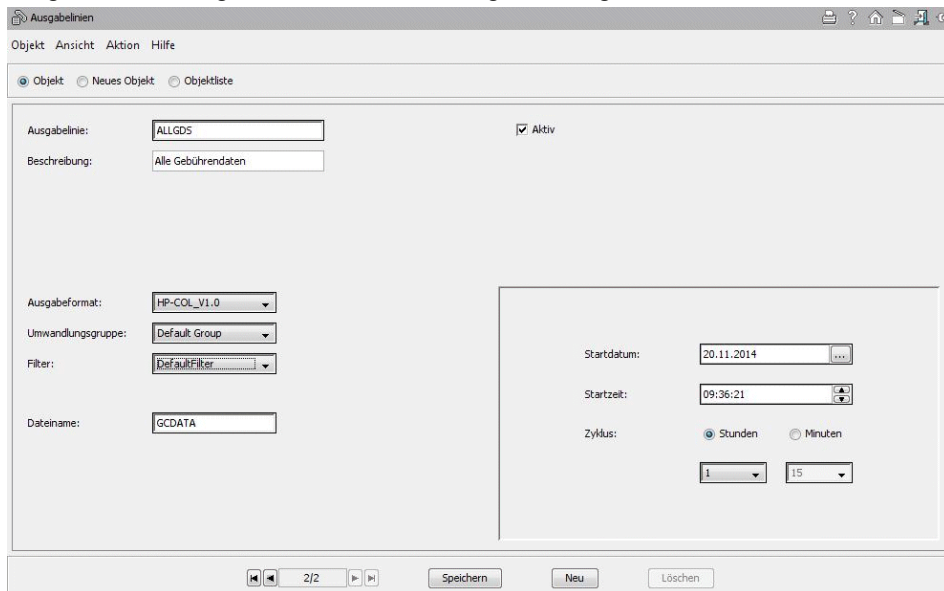 Ausgabelinien
Objekt Ansicht Aktion Hilfe
Objekt Neues Objekt Objektliste
Ausgabelinie: ALLGDS Aktiv
Beschreibung: Alle Gebührendaten
Ausgabeformat: HP-COL_V1.0
Umwandlungsgruppe: Default Group
Filter: DefaultFilter
Dateiname: GCDATA
Startdatum: 20.11.2014 ...
Startzeit: 09:36:21
Zyklus: Stunden Minuten
1 15
2/2 Speichern Neu Löschen